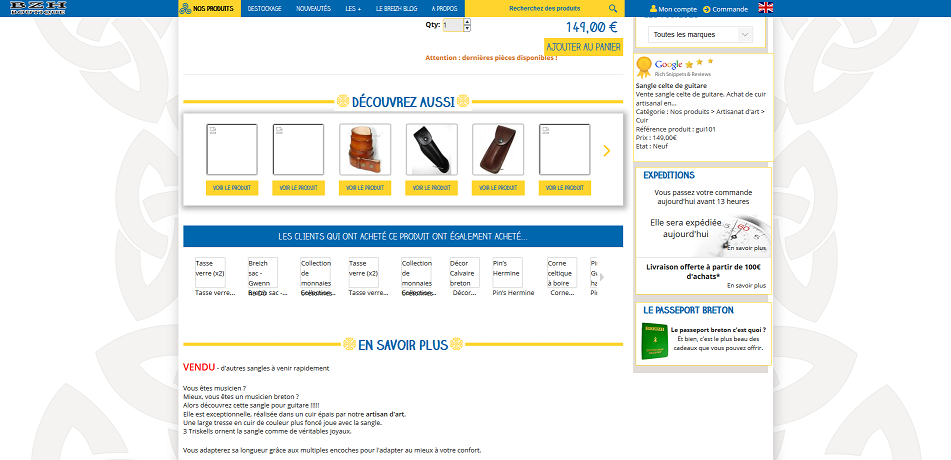 BZH
BOUTIQUE
NOS PRODUITS
DESTOCKAGE
NOUVEAUTÉS
LES +
LE BREIZH BLOG
A PROPOS
Recherchez des produits
Mon compte
Commande
Qty: 1
149,00 €
AJOUTER AU PANIER
Attention : dernières pièces disponibles !
DÉCOUVREZ AUSSI
VOIR LE PRODUIT
VOIR LE PRODUIT
VOIR LE PRODUIT
VOIR LE PRODUIT
VOIR LE PRODUIT
VOIR LE PRODUIT
LES CLIENTS QUI ONT ACHETÉ CE PRODUIT ONT ÉGALEMENT ACHETÉ...
Tasse verre (x2)
Tasse verre...
Breizh sac - Gwenn
Breizh sac -...
Collection de monnaies
Tasse verre (x2)
Tasse verre...
Collection de monnaies
Décor Calvaire breton
Décor...
Pin's Hermine
Pin's Hermine
Corne celtique à boire
Corne...
EN SAVOIR PLUS
VENDU - d'autres sangles à venir rapidement
Vous êtes musicien ?
Mieux, vous êtes un musicien breton ?
Alors découvrez cette sangle pour guitare !!!!!
Elle est exceptionnelle, réalisée dans un cuir épais par notre artisan d'art.
Une large tresse en cuir de couleur plus foncé joue avec la sangle.
3 Triskells ornent la sangle comme de véritables joyaux.
Vous adapterez sa longueur grâce aux multiples encoches pour l'adapter au mieux à votre confort.
Toutes les marques
Google
Rich Snippets & Reviews
Sangle celte de guitare
Vente sangle celte de guitare. Achat de cuir
artisanal en...
Catégorie : Nos produits > Artisanat d'art >
Cuir
Référence produit : gui101
Prix : 149,00€
Etat : Neuf
EXPEDITIONS
Vous passez votre commande
aujourd'hui avant 13 heures
Elle sera expédiée
aujourd'hui
En savoir plus
Livraison offerte à partir de 100€
d'achats*
En savoir plus
LE PASSEPORT BRETON
Le passeport breton c'est quoi ?
Et bien, c'est le plus beau des
cadeaux que vous pouvez offrir.